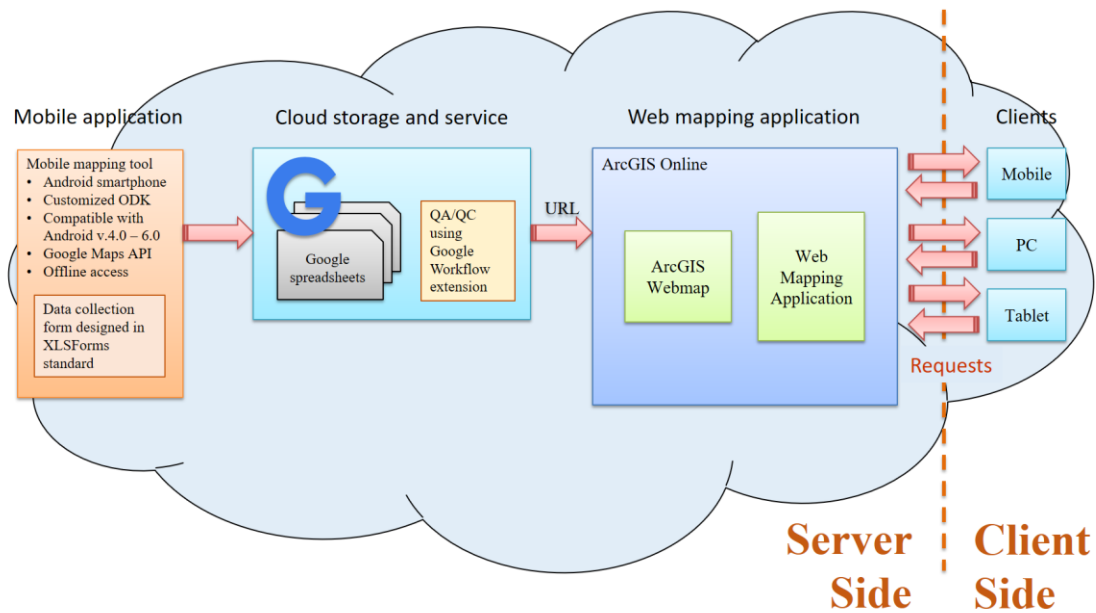 Mobile application
Mobile mapping tool
• Android smartphone
• Customized ODK
• Compatible with
Android v.4.0 – 6.0
• Google Maps API
• Offline access
Data collection
form designed in
XLSForms
standard
Cloud storage and service
G
Google
spreadsheets
QA/QC
using
Google
Workflow
extension
URL
Web mapping application
ArcGIS Online
ArcGIS
Webmap
Web
Mapping
Application
Clients
Mobile
PC
Tablet
Requests
Server
Side
Client
Side